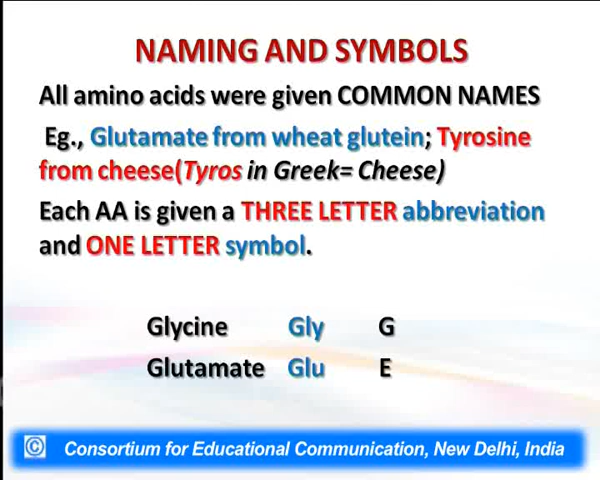 NAMING AND SYMBOLS
All amino acids were given COMMON NAMES
Eg., Glutamate from wheat glutein; Tyrosine
from cheese(Tyros in Greek= Cheese)
Each AA is given a THREE LETTER abbreviation
and ONE LETTER symbol.
Glycine Gly G
Glutamate Glu E
© Consortium for Educational Communication, New Delhi, India